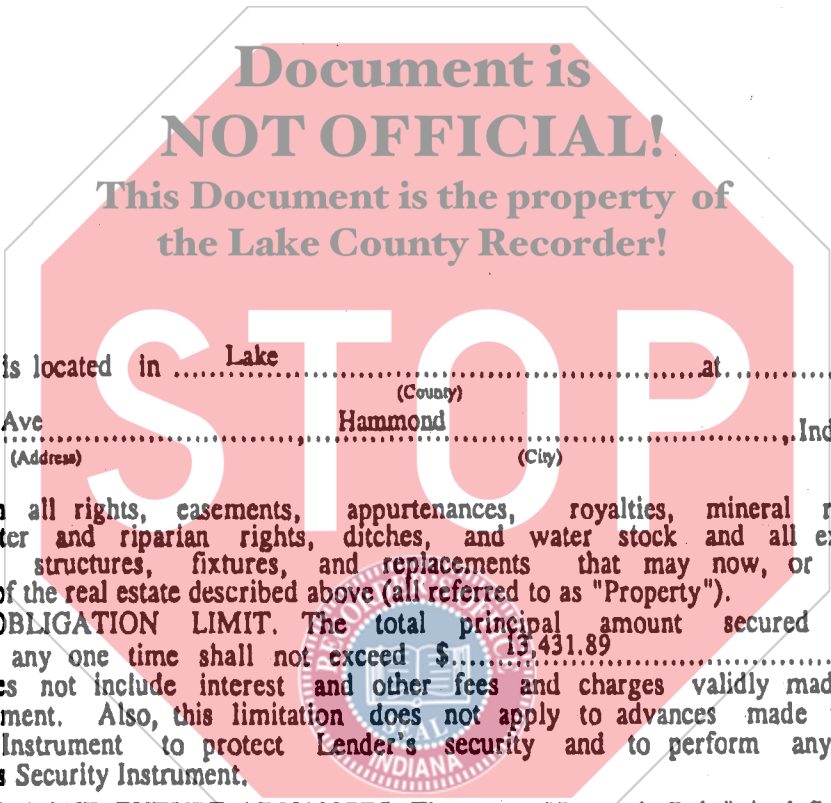 Document is
NOT OFFICIAL!
This Document is the property of
the Lake County Recorder!
STOP
is located in ..... Lake ..... at .....
(County)
Ave ..... Hammond ..... Ind
(Address) (City)
all rights, easements, appurtenances, royalties, mineral
and riparian rights, ditches, and water stock and all
structures, fixtures, and replacements that may now, or
of the real estate described above (all referred to as "Property").
OBLIGATION LIMIT. The total principal amount secured
any one time shall not exceed $..... 13,431.89 .....
not include interest and other fees and charges validly
Also, this limitation does not apply to advances made
Instrument to protect Lender's security and to perform any
Security Instrument.
RECORDER'S OFFICE
SEAL
INDIANA